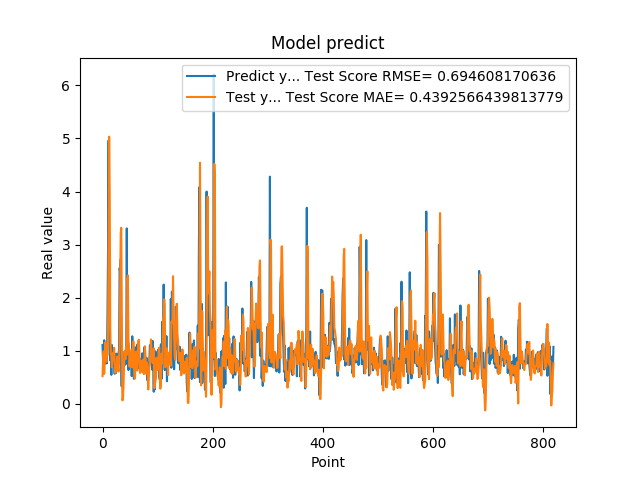 Model predict
Predict y... Test Score RMSE= 0.694608170636
Test y... Test Score MAE= 0.4392566439813779
Real value
6
5
4
3
2
1
0
0 200 400 600 800
Point